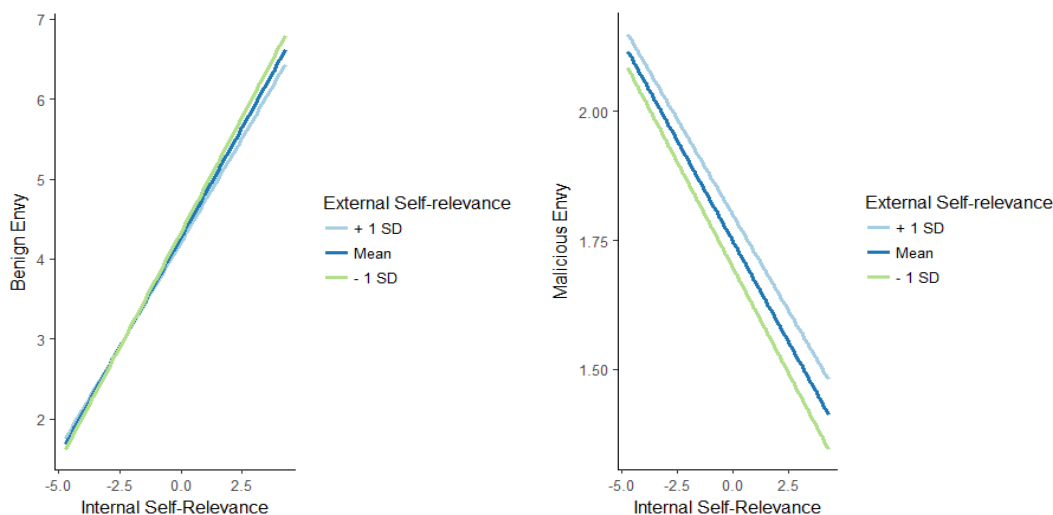 7
6
5
4
3
2
Benign Envy
-5.0 -2.5 0.0 2.5
Internal Self-Relevance
External Self-relevance
+ 1 SD
Mean
- 1 SD
2.00
1.75
1.50
Malicious Envy
-5.0 -2.5 0.0 2.5
Internal Self-Relevance
External Self-relevance
+ 1 SD
Mean
- 1 SD